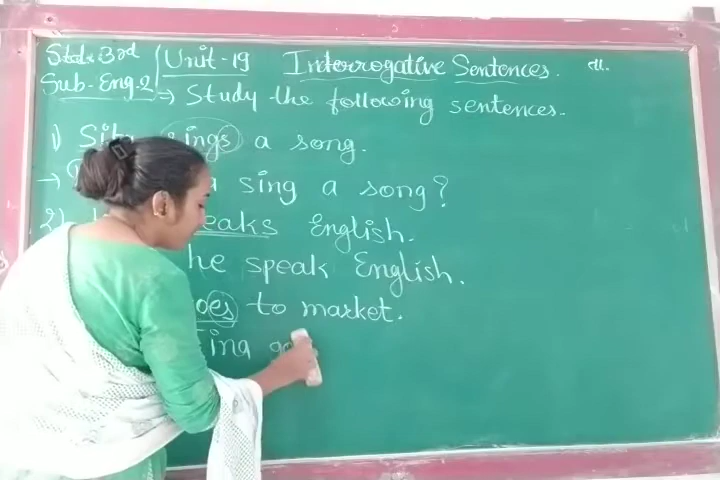 Std: 3rd
Sub- Eng. 2
Unit-19 Interrogative Sentences.
→ Study the following sentences.
1) Sita sings a song.
→ sing a song?
2) speaks English.
he speak English.
to market.